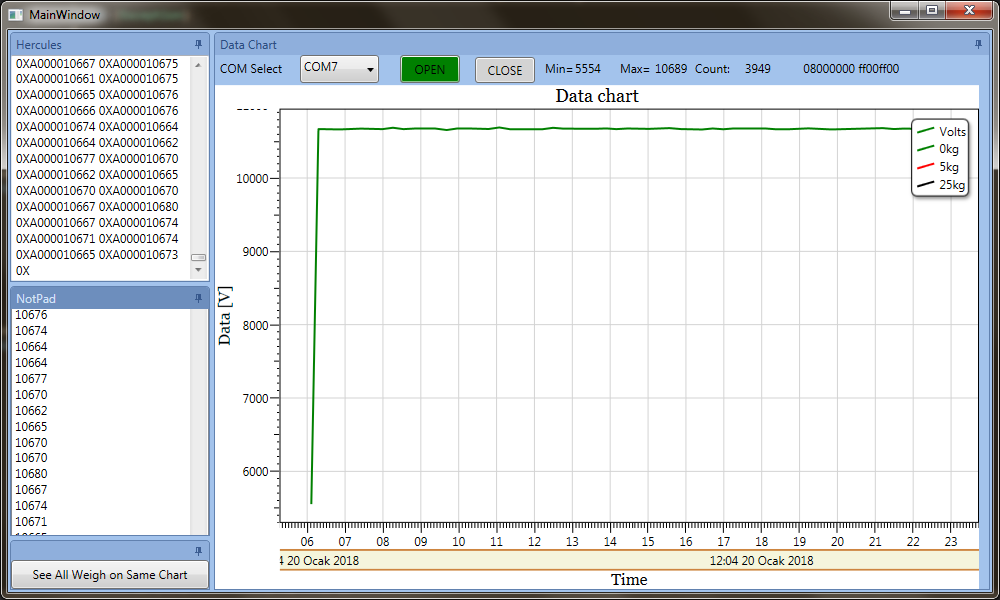 MainWindow
Hercules
0XA000010667 0XA000010675
0XA000010661 0XA000010675
0XA000010665 0XA000010676
0XA000010666 0XA000010676
0XA000010674 0XA000010664
0XA000010664 0XA000010662
0XA000010677 0XA000010670
0XA000010662 0XA000010665
0XA000010670 0XA000010670
0XA000010667 0XA000010680
0XA000010667 0XA000010674
0XA000010671 0XA000010674
0XA000010665 0XA000010673
0X
NotPad
10676
10674
10664
10664
10677
10670
10662
10665
10670
10670
10680
10667
10674
10671
See All Weigh on Same Chart
Data Chart
COM Select COM7 OPEN CLOSE Min= 5554 Max= 10689 Count: 3949 08000000 ff00ff00
Data chart
Volts
0kg
5kg
25kg
10000
9000
8000
7000
6000
Data [V]
06 07 08 09 10 11 12 13 14 15 16 17 18 19 20 21 22 23
4 20 Ocak 2018 12:04 20 Ocak 2018
Time